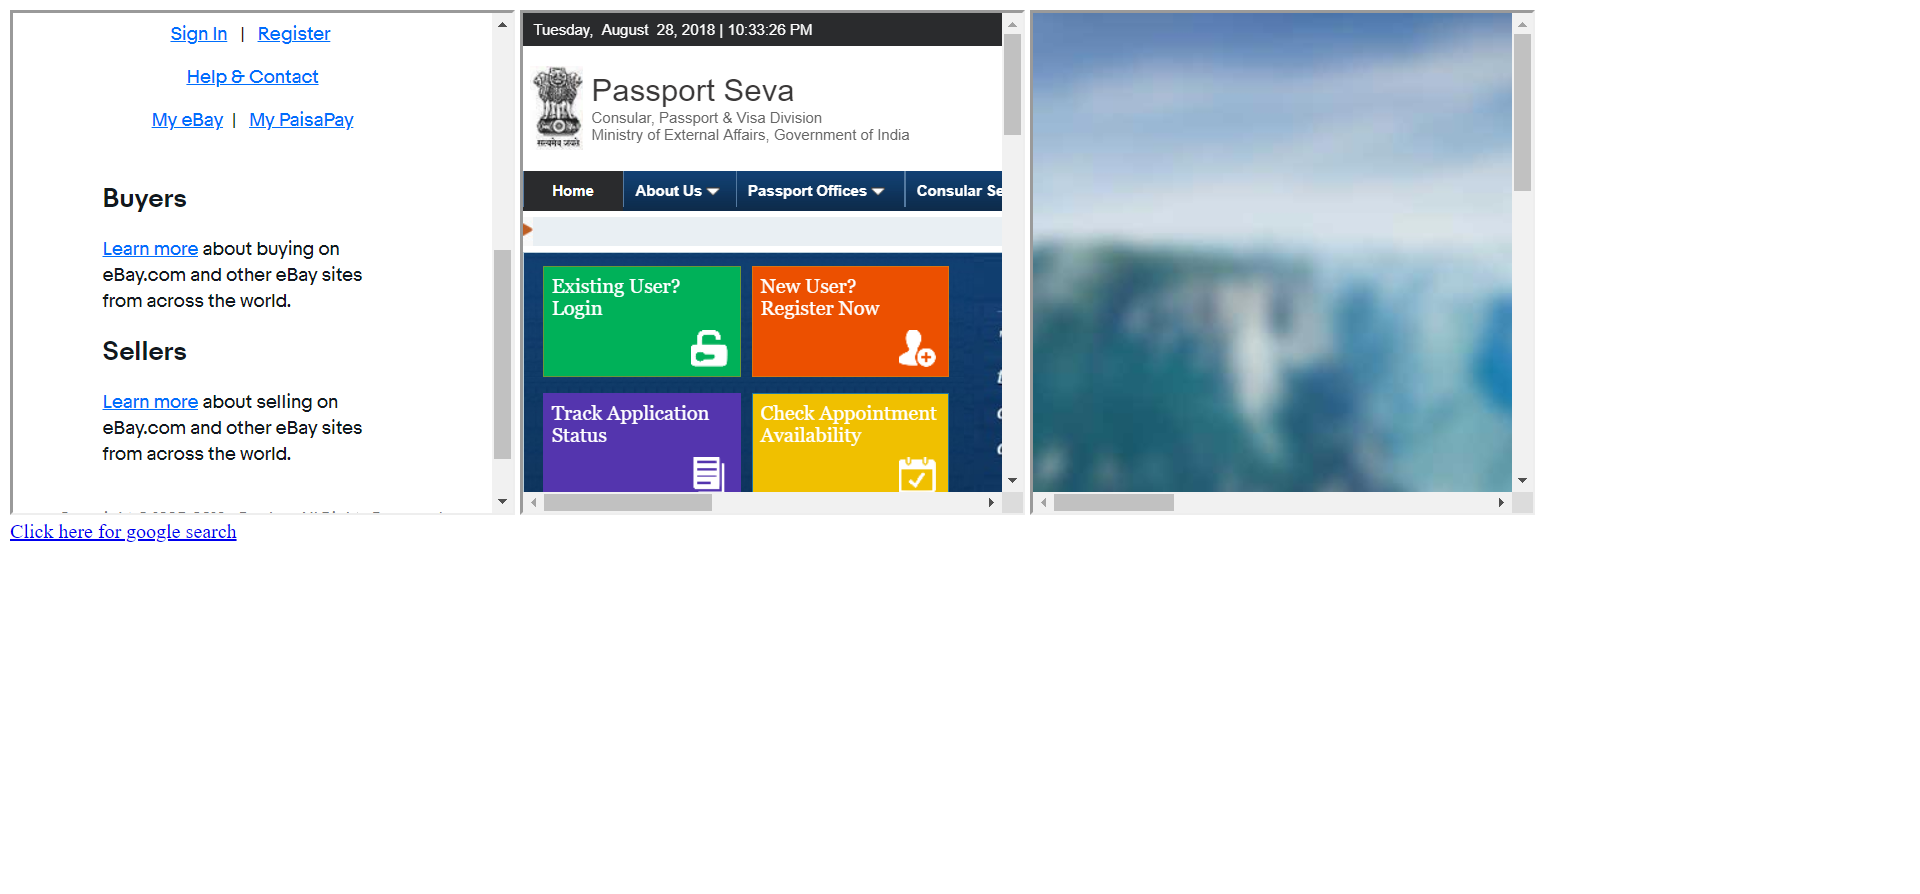 Sign In | Register
Help & Contact
My eBay | My PaisaPay
Buyers
Learn more about buying on
eBay.com and other eBay sites
from across the world.
Sellers
Learn more about selling on
eBay.com and other eBay sites
from across the world.
Tuesday, August 28, 2018 | 10:33:26 PM
सत्यमेव जयते
Passport Seva
Consular, Passport & Visa Division
Ministry of External Affairs, Government of India
Home About Us Passport Offices Consular Se
Existing User?
Login
New User?
Register Now
Track Application
Status
Check Appointment
Availability
Click here for google search